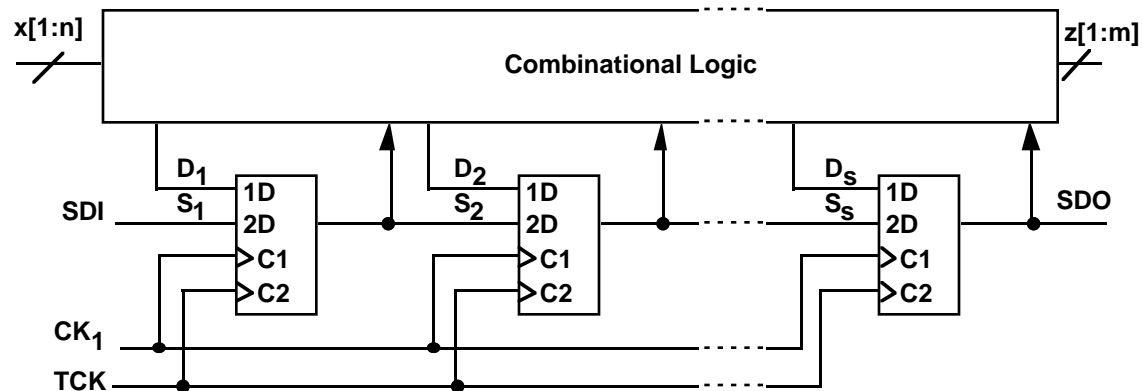 x[1:n]
z[1:m]
Combinational Logic
D1
D2
Ds
1D
1D
1D
SDI
S1
S2
Ss
SDO
2D
2D
2D
C1
C1
C1
C2
C2
C2
CK1
TCK